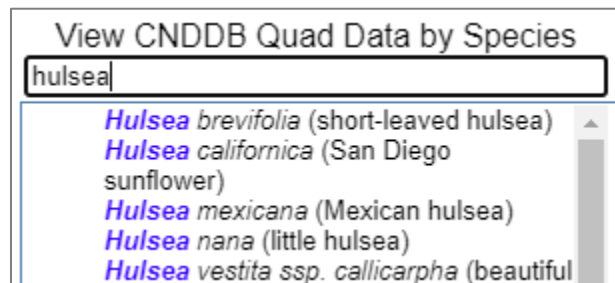 View CNDDB Quad Data by Species
hulsea
Hulsea brevifolia (short-leaved hulsea)
Hulsea californica (San Diego
sunflower)
Hulsea mexicana (Mexican hulsea)
Hulsea nana (little hulsea)
Hulsea vestita ssp. callicarpha (beautiful